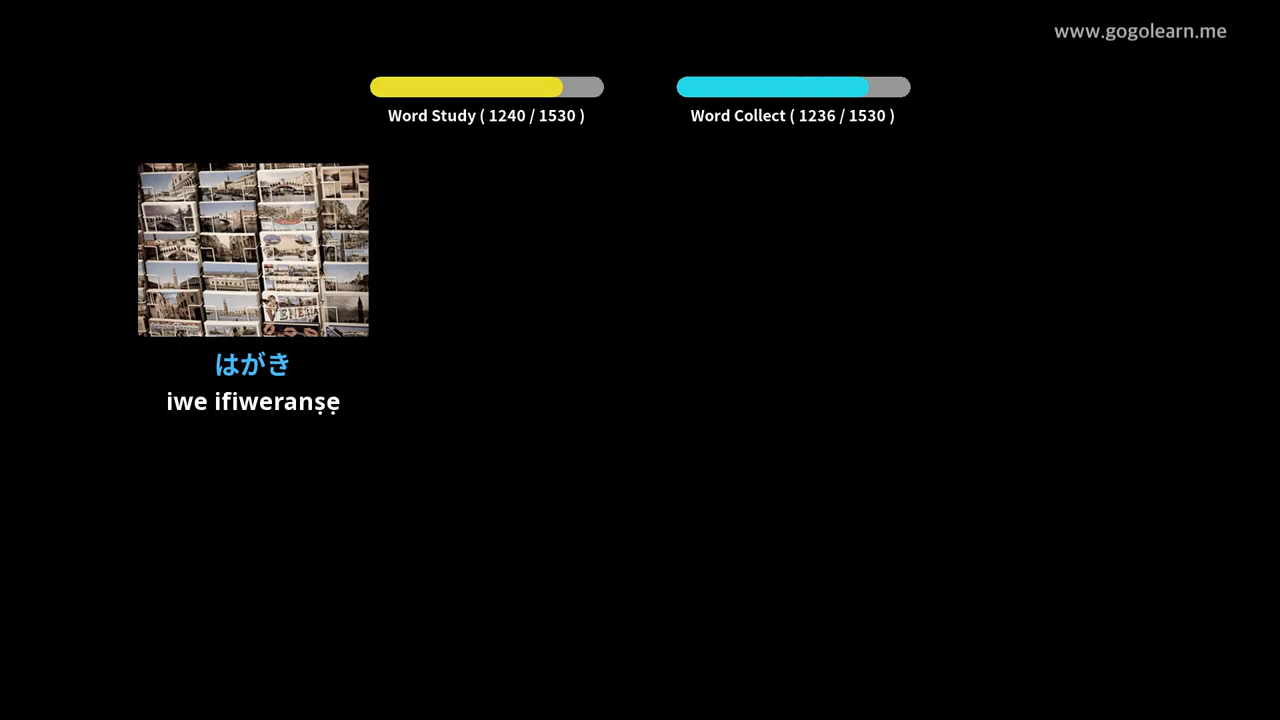 www.gogolearn.me
Word Study ( 1240 / 1530 )
Word Collect ( 1236 / 1530 )
はがき
iwe ifiweranṣẹ